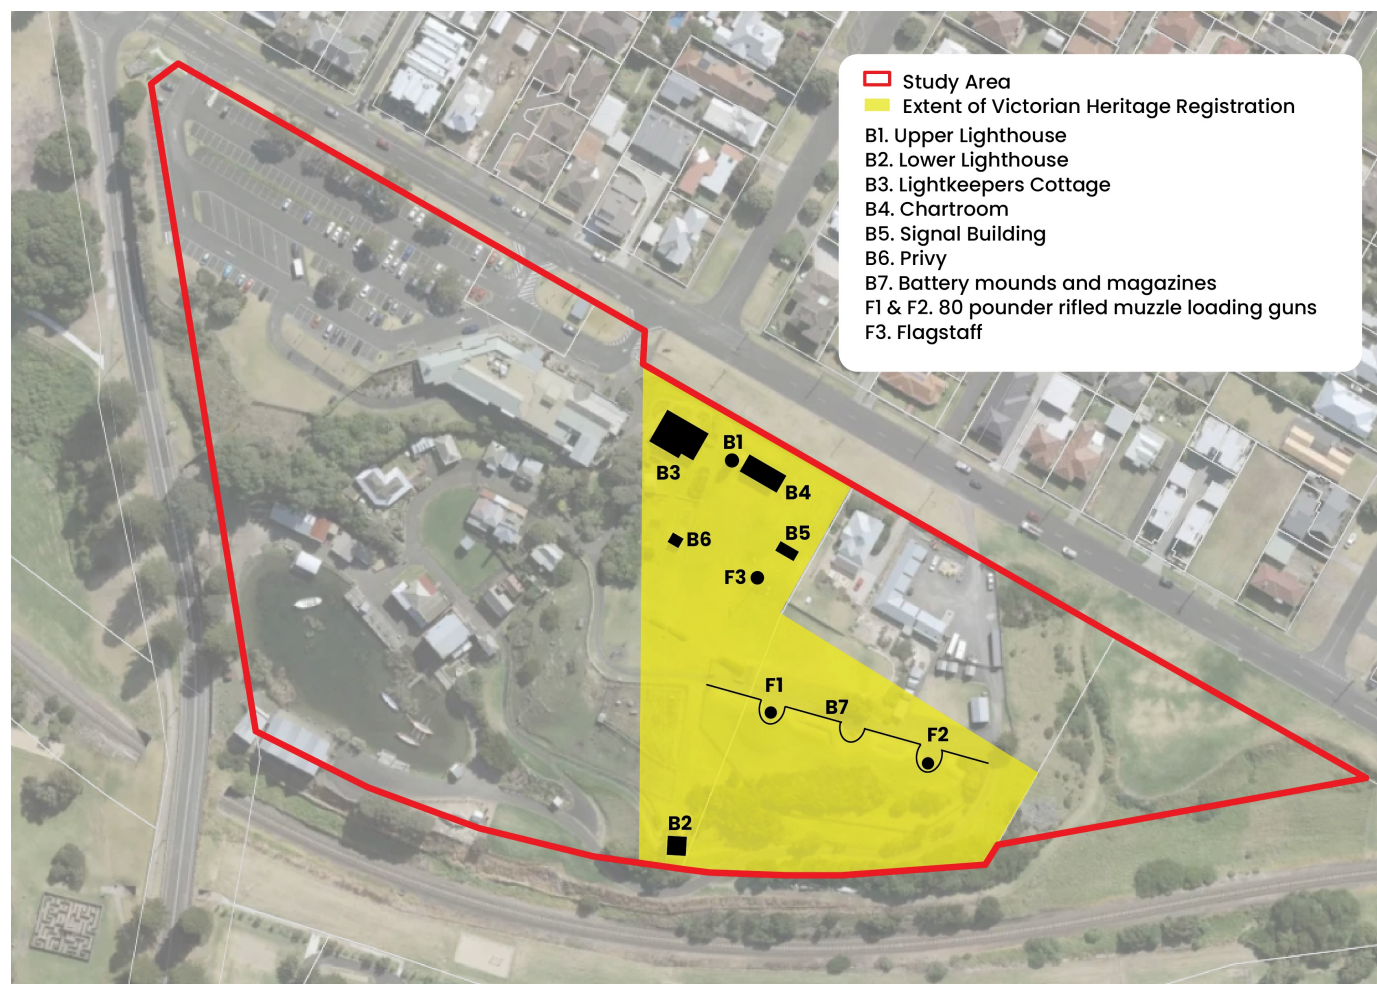 Study Area
Extent of Victorian Heritage Registration
B1. Upper Lighthouse
B2. Lower Lighthouse
B3. Lightkeepers Cottage
B4. Chartroom
B5. Signal Building
B6. Privy
B7. Battery mounds and magazines
F1 & F2. 80 pounder rifled muzzle loading guns
F3. Flagstaff
B1
B3
B4
B5
B6
F3
F1
B7
F2
B2